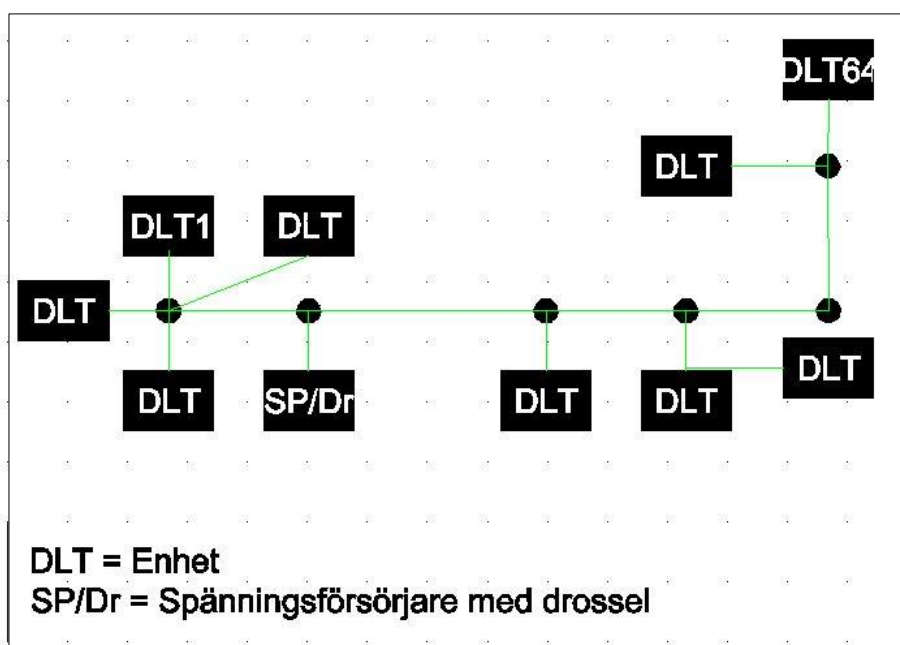 DLT64
DLT
DLT1 DLT
DLT
DLT
DLT SP/Dr DLT DLT
DLT = Enhet
SP/Dr = Spänningsförsörjare med drossel